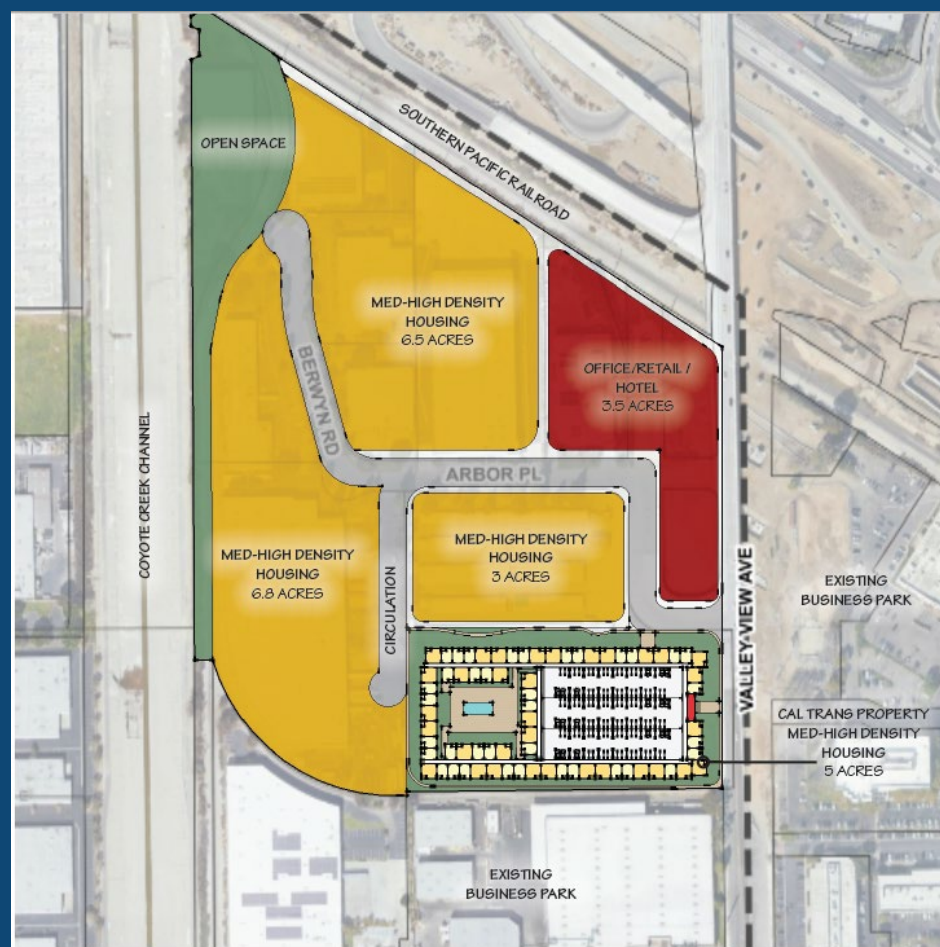 OPEN SPACE
SOUTHERN PACIFIC RAILROAD
MED-HIGH DENSITY
HOUSING
6.5 ACRES
OFFICE/RETAIL /
HOTEL
3.5 ACRES
BERWYN RD
COYOTE CREEK CHANNEL
ARBOR PL
MED-HIGH DENSITY
HOUSING
6.8 ACRES
MED-HIGH DENSITY
HOUSING
3 ACRES
CIRCULATION
EXISTING
BUSINESS PARK
VALLEY VIEW AVE
CAL TRANS PROPERTY
MED-HIGH DENSITY
HOUSING
5 ACRES
EXISTING
BUSINESS PARK